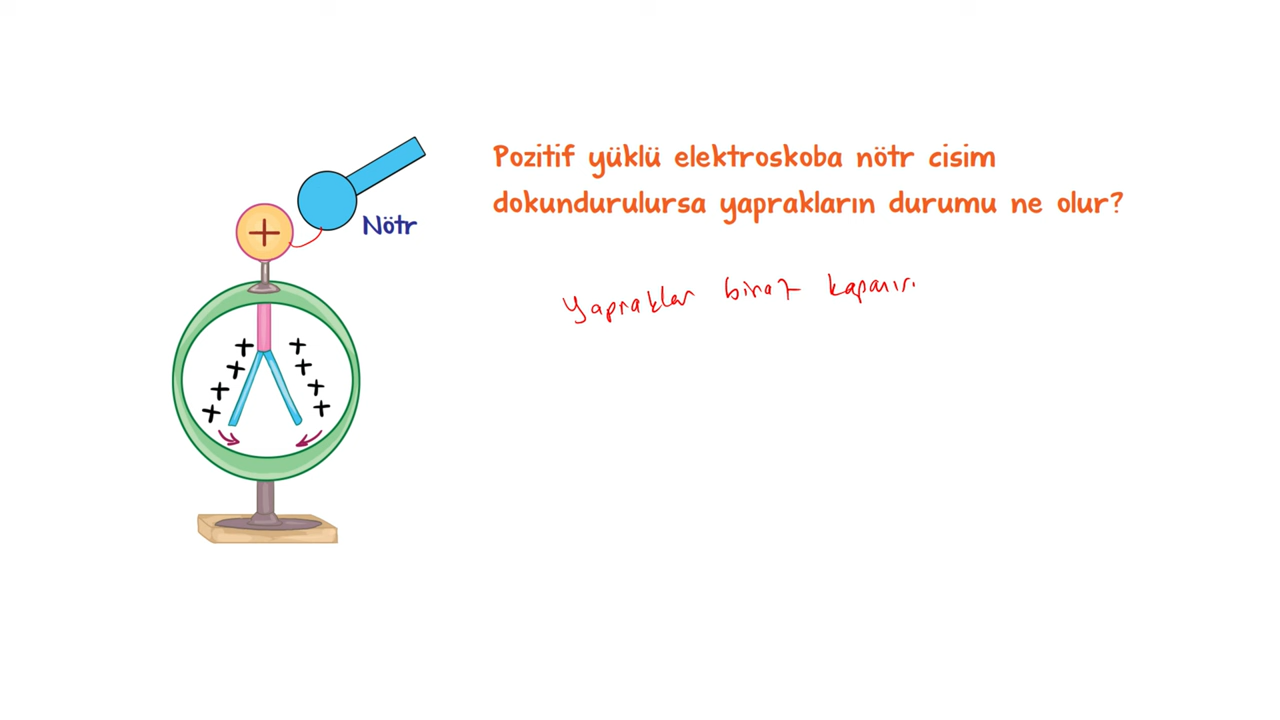 Pozitif yüklü elektroskoba nötr cisim
dokundurulursa yaprakların durumu ne olur?
Nötr
yapraklar biraz kapanır.